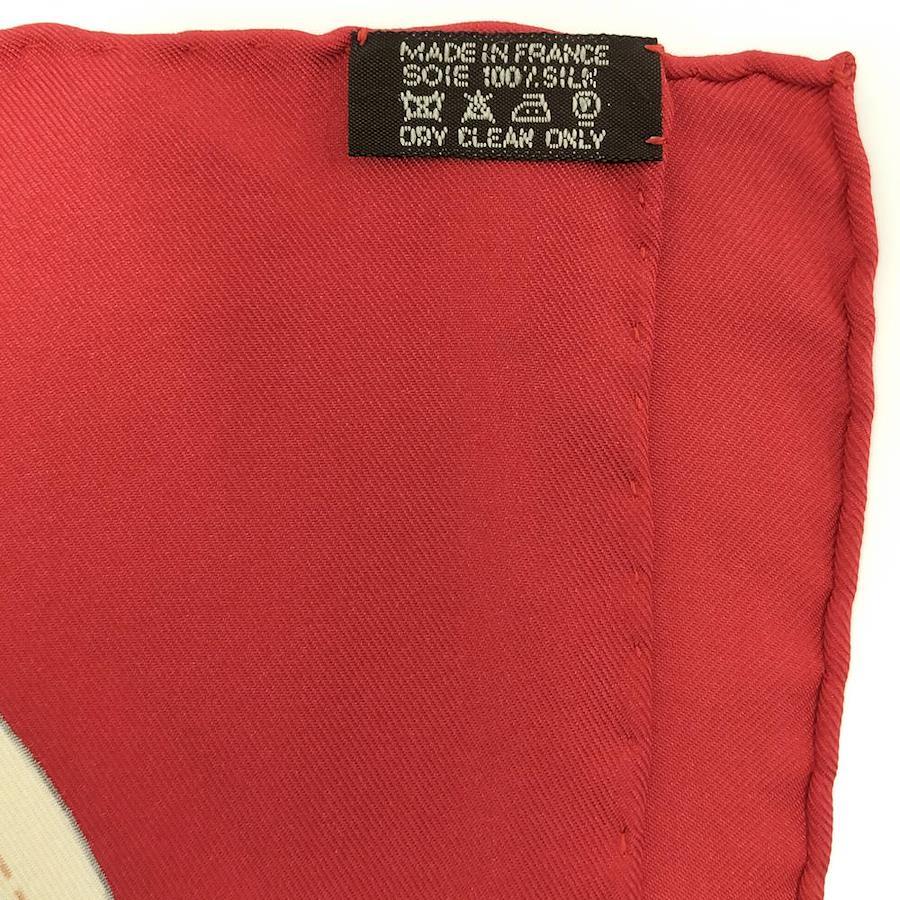 MADE IN FRANCE
SOIE 100% SILK
DRY CLEAN ONLY